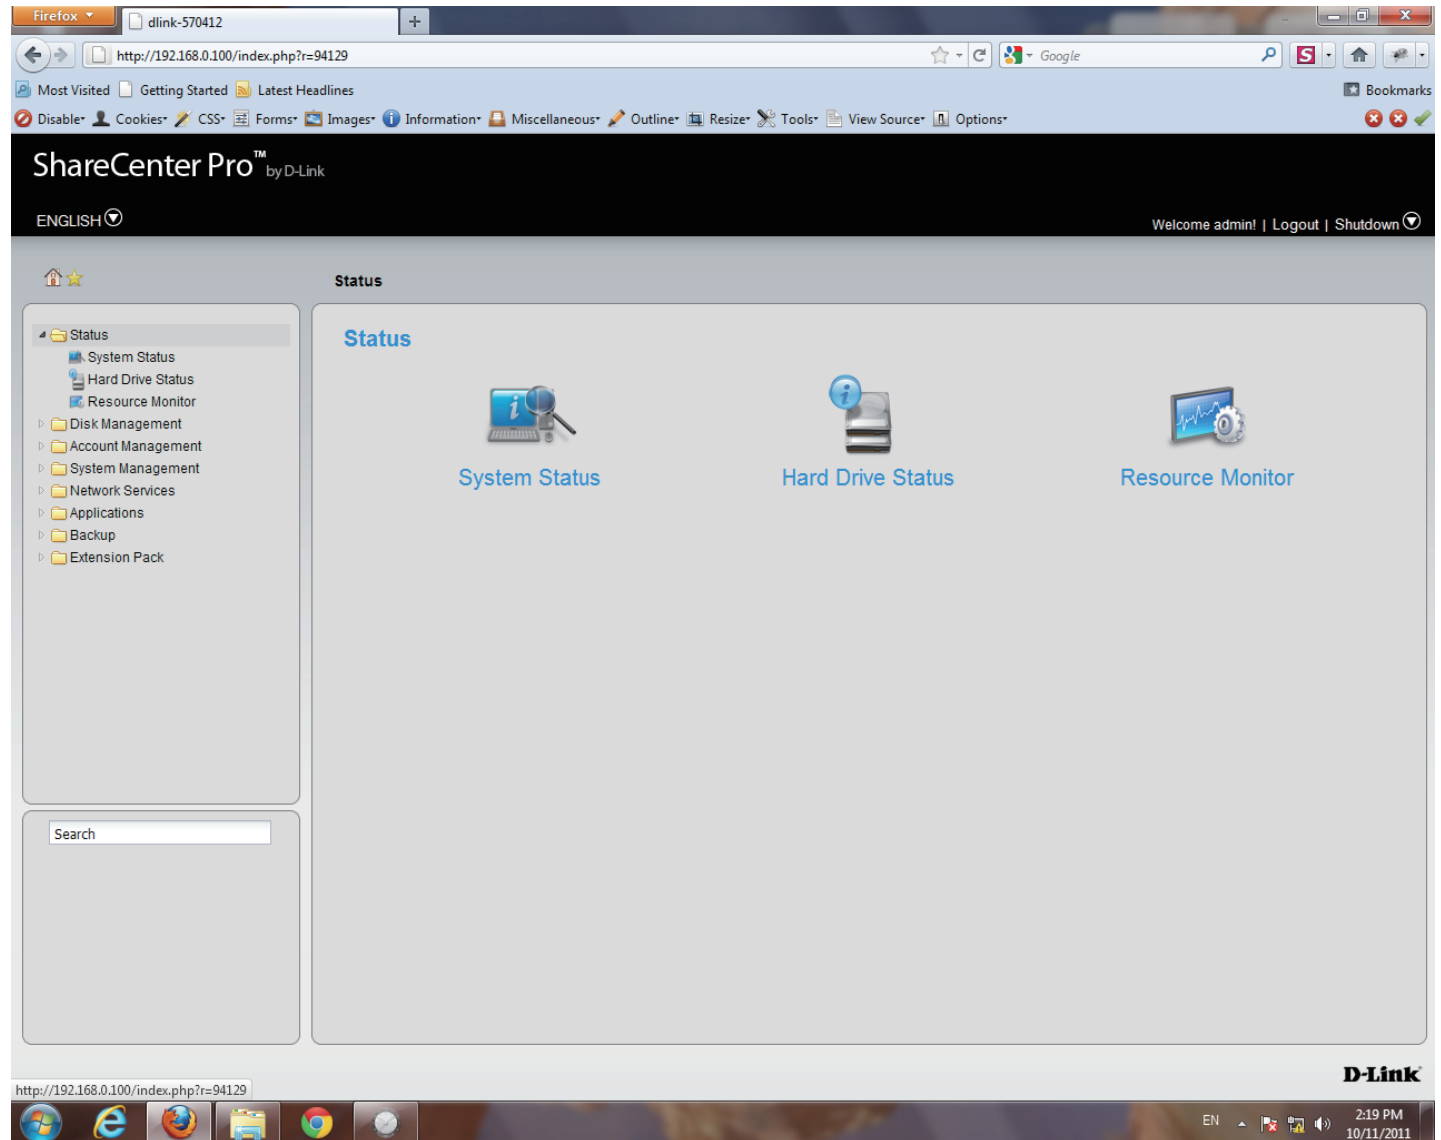 Firefox
dlink-570412
http://192.168.0.100/index.php?r=94129
Google
S
Most Visited Getting Started Latest Headlines
Bookmarks
Disable Cookies CSS Forms Images Information Miscellaneous Outline Resize Tools View Source Options
ShareCenter Pro™ by D-Link
ENGLISH
Welcome admin! | Logout | Shutdown
Status
Status
System Status
Hard Drive Status
Resource Monitor
Disk Management
Account Management
System Management
Network Services
Applications
Backup
Extension Pack
Search
Status
System Status
Hard Drive Status
Resource Monitor
D-Link
http://192.168.0.100/index.php?r=94129
EN
2:19 PM
10/11/2011